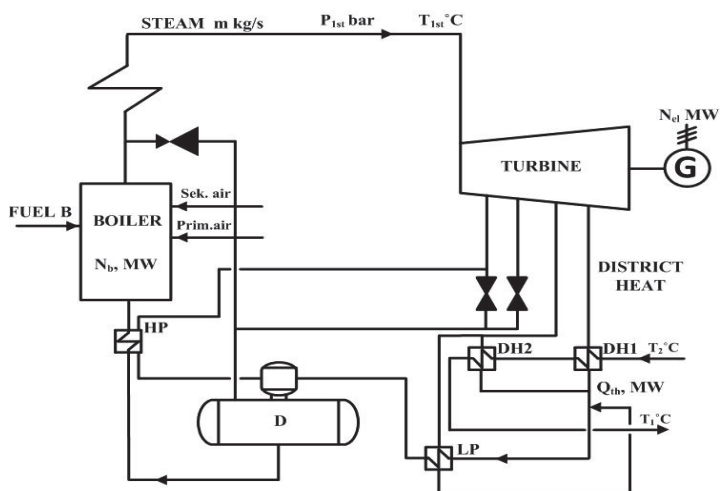 STEAM m kg/s P₁ₛₜ bar T₁ₛₜ°C
Nₑₗ MW
G
TURBINE
Sek. air
FUEL B
BOILER
Prim.air
N_b, MW
DISTRICT
HEAT
HP
DH2
DH1
T₂°C
Qₜₕ, MW
D
T₁°C
LP